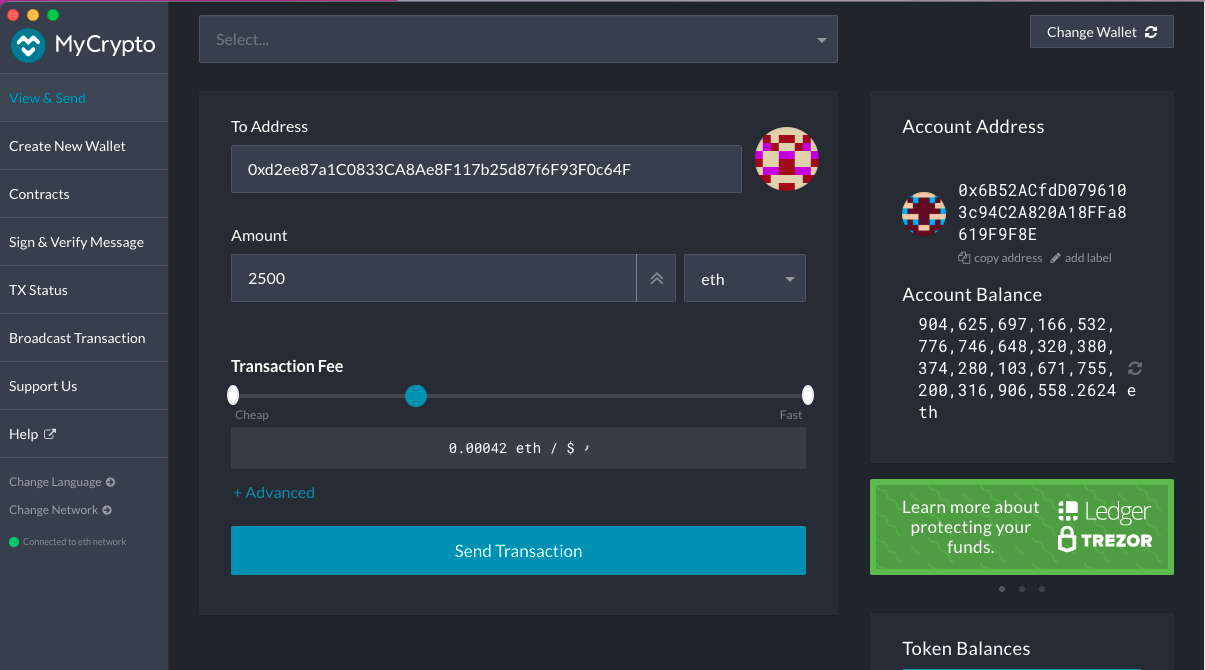 MyCrypto
View & Send
Create New Wallet
Contracts
Sign & Verify Message
TX Status
Broadcast Transaction
Support Us
Help
Change Language
Change Network
Connected to eth network
Select...
Change Wallet
To Address
0xd2ee87a1C0833CA8Ae8F117b25d87f6F93F0c64F
Amount
2500
eth
Transaction Fee
Cheap
Fast
0.00042 eth / $
+ Advanced
Send Transaction
Account Address
0x6B52ACfdD079610
3c94C2A820A18FFa8
619F9F8E
copy address
add label
Account Balance
904,625,697,166,532,
776,746,648,320,380,
374,280,103,671,755,
200,316,906,558.2624 e
th
Learn more about
protecting your
funds.
Ledger
TREZOR
Token Balances